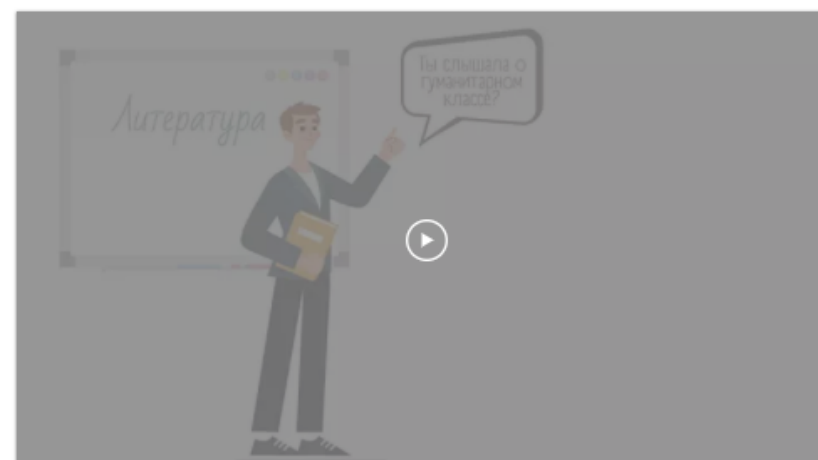 Литература
Ты слышала о
гуманитарном
классе?